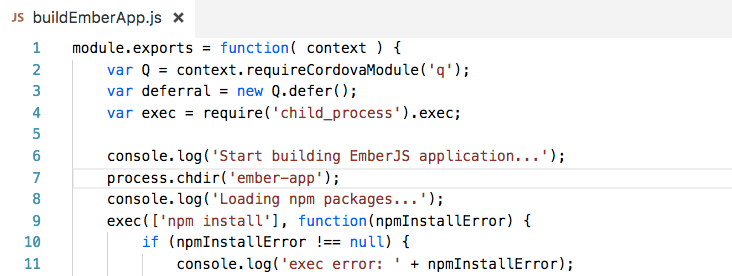 JS buildEmberApp.js ×
1 module.exports = function( context ) {
2 var Q = context.requireCordovaModule('q');
3 var deferral = new Q.defer();
4 var exec = require('child_process').exec;
5
6 console.log('Start building EmberJS application...');
7 process.chdir('ember-app');
8 console.log('Loading npm packages...');
9 exec(['npm install'], function(npmInstallError) {
10 if (npmInstallError !== null) {
11 console.log('exec error: ' + npmInstallError);